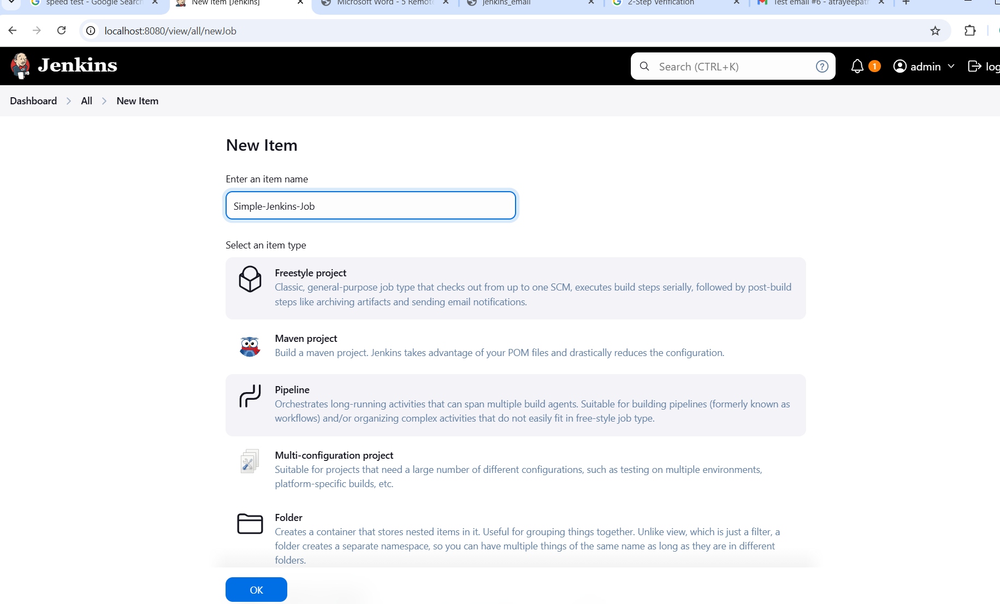 speed test - Google Search
New Item [Jenkins]
Microsoft Word - 5 Remote
jenkins_email
2-Step Verification
Test email #6 - atrayeepat
localhost:8080/view/all/newJob
Jenkins
Search (CTRL+K)
1
admin
log
Dashboard
All
New Item
New Item
Enter an item name
Simple-Jenkins-Job
Select an item type
Freestyle project
Classic, general-purpose job type that checks out from up to one SCM, executes build steps serially, followed by post-build
steps like archiving artifacts and sending email notifications.
Maven project
Build a maven project. Jenkins takes advantage of your POM files and drastically reduces the configuration.
Pipeline
Orchestrates long-running activities that can span multiple build agents. Suitable for building pipelines (formerly known as
workflows) and/or organizing complex activities that do not easily fit in free-style job type.
Multi-configuration project
Suitable for projects that need a large number of different configurations, such as testing on multiple environments,
platform-specific builds, etc.
Folder
Creates a container that stores nested items in it. Useful for grouping things together. Unlike view, which is just a filter, a
folder creates a separate namespace, so you can have multiple things of the same name as long as they are in different
folders.
OK